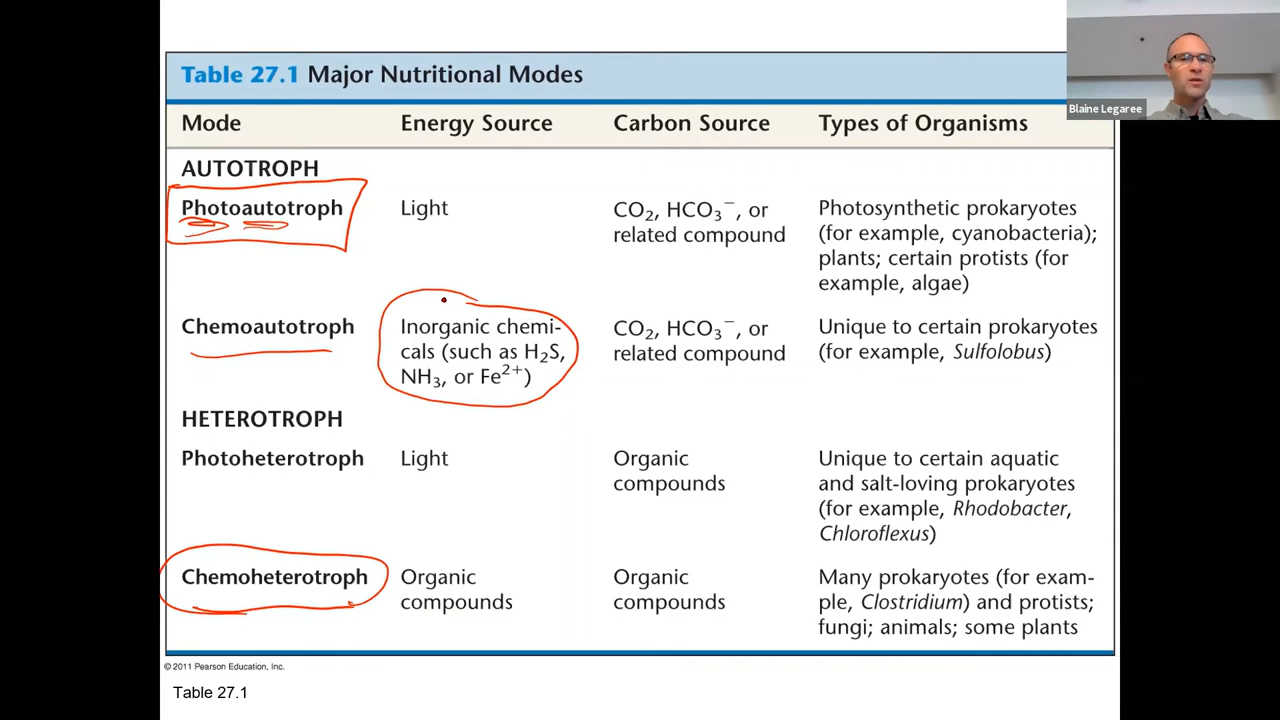 Table 27.1 Major Nutritional Modes
Blaine Legaree
Mode Energy Source Carbon Source Types of Organisms
AUTOTROPH
Photoautotroph Light CO₂, HCO₃⁻, or Photosynthetic prokaryotes
related compound (for example, cyanobacteria);
plants; certain protists (for
example, algae)
Chemoautotroph Inorganic chemi- CO₂, HCO₃⁻, or Unique to certain prokaryotes
cals (such as H₂S, related compound (for example, Sulfolobus)
NH₃, or Fe²⁺)
HETEROTROPH
Photoheterotroph Light Organic Unique to certain aquatic
compounds and salt-loving prokaryotes
(for example, Rhodobacter,
Chloroflexus)
Chemoheterotroph Organic Organic Many prokaryotes (for exam-
compounds compounds ple, Clostridium) and protists;
fungi; animals; some plants
© 2011 Pearson Education, Inc.
Table 27.1